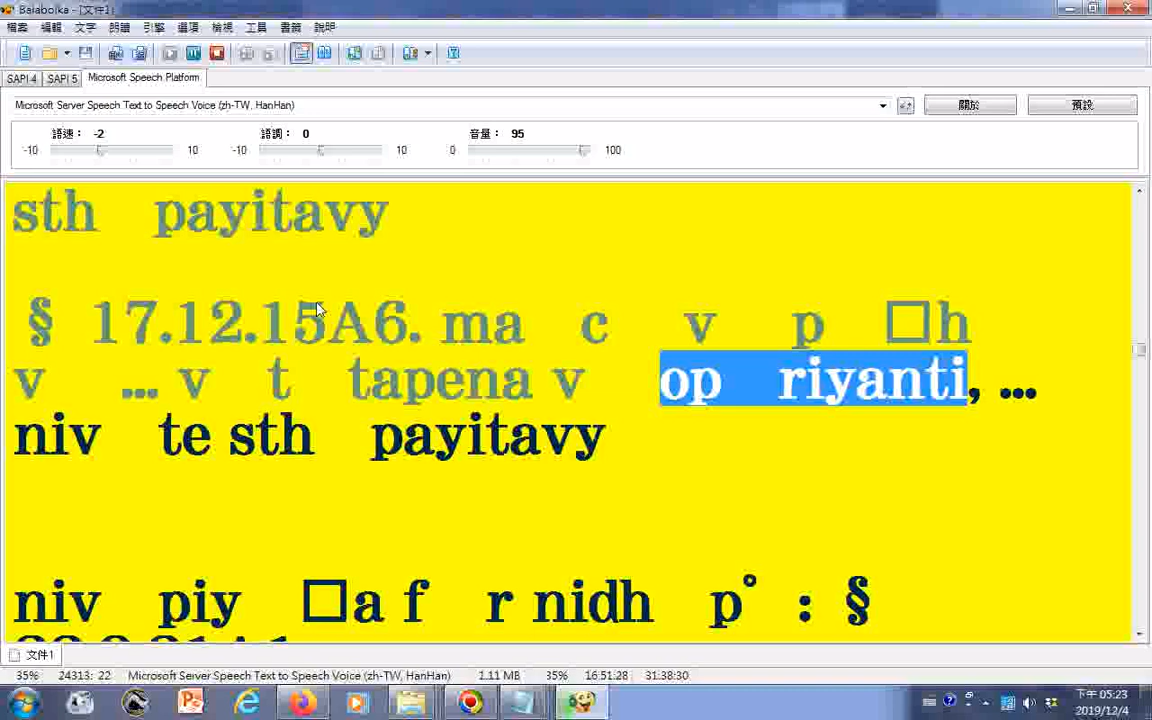 Balabolka - [文件1]
檔案 編輯 文字 朗讀 引擎 選項 檢視 工具 書籤 說明
SAPI 4 SAPI 5 Microsoft Speech Platform
Microsoft Server Speech Text to Speech Voice (zh-TW, HanHan) 關於 預設
語速： -2 語調： 0 音量： 95
-10 10 -10 10 0 100
sth payitavy
§ 17.12.15A6. ma c v p □h
v ... v t tapena v op riyanti, ...
niv te sth payitavy
niv piy □a f r nidh p˚ : §
文件1
35% 24313: 22 Microsoft Server Speech Text to Speech Voice (zh-TW, HanHan) 1.11 MB 35% 16:51:28 31:38:30
下午 05:23
2019/12/4